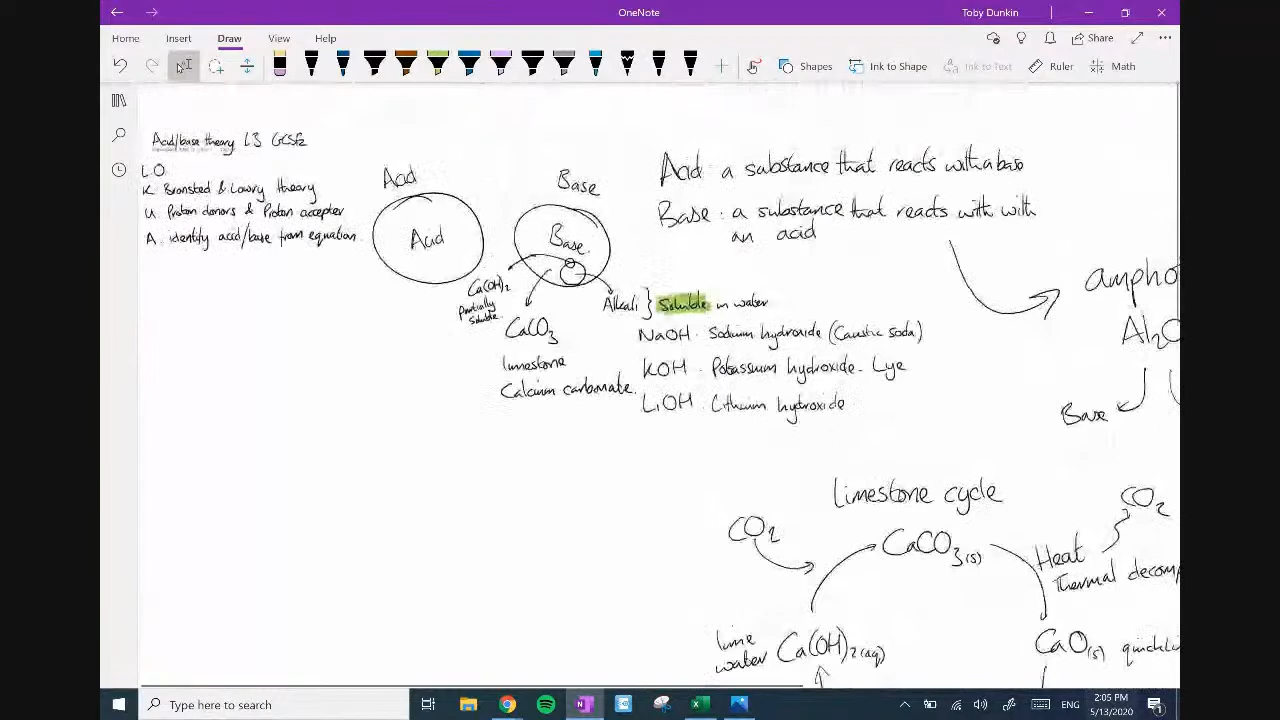 OneNote
Toby Dunkin
Home Insert Draw View Help
Share
Shapes Ink to Shape Ink to Text Ruler Math
Acid/base theory L3 GCSE2
L.O
K Bronsted & Lowry theory
U Proton donors & Proton accepter
A identify acid/base from equation
Acid
Acid
Base
Base
Ca(OH)2
Partially
Soluble
CaCO3
limestone
Calcium carbonate
Acid : a substance that reacts with a base
Base : a substance that reacts with with
an acid
Alkali } Soluble in water
NaOH - Sodium hydroxide (Caustic soda)
KOH - Potassium hydroxide - Lye
LiOH - Lithium hydroxide
ampho
Al2O
Base
Limestone cycle
CO2
CaCO3(s)
CO2
Heat
Thermal decomp
lime
water Ca(OH)2(aq)
CaO(s) quickli
Type here to search
ENG
2:05 PM
5/13/2020